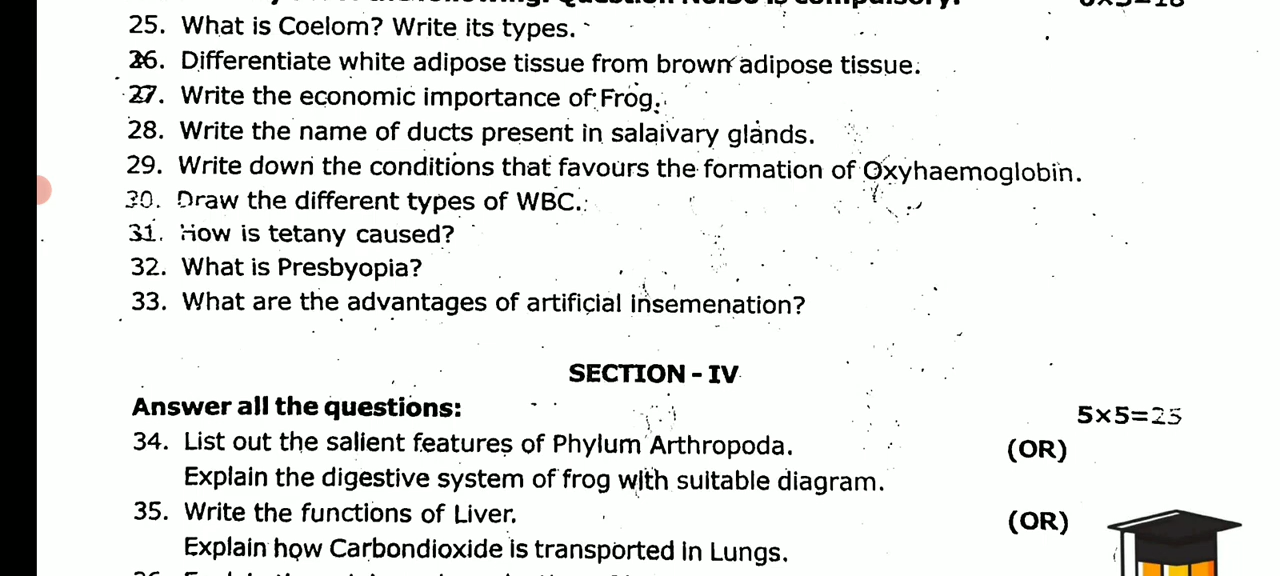 25. What is Coelom? Write its types.
26. Differentiate white adipose tissue from brown adipose tissue.
27. Write the economic importance of Frog.
28. Write the name of ducts present in salaivary glands.
29. Write down the conditions that favours the formation of Oxyhaemoglobin.
30. Draw the different types of WBC.
31. How is tetany caused?
32. What is Presbyopia?
33. What are the advantages of artificial insemenation?
SECTION - IV
Answer all the questions: 5x5=25
34. List out the salient features of Phylum Arthropoda. (OR)
Explain the digestive system of frog with suitable diagram.
35. Write the functions of Liver. (OR)
Explain how Carbondioxide is transported in Lungs.